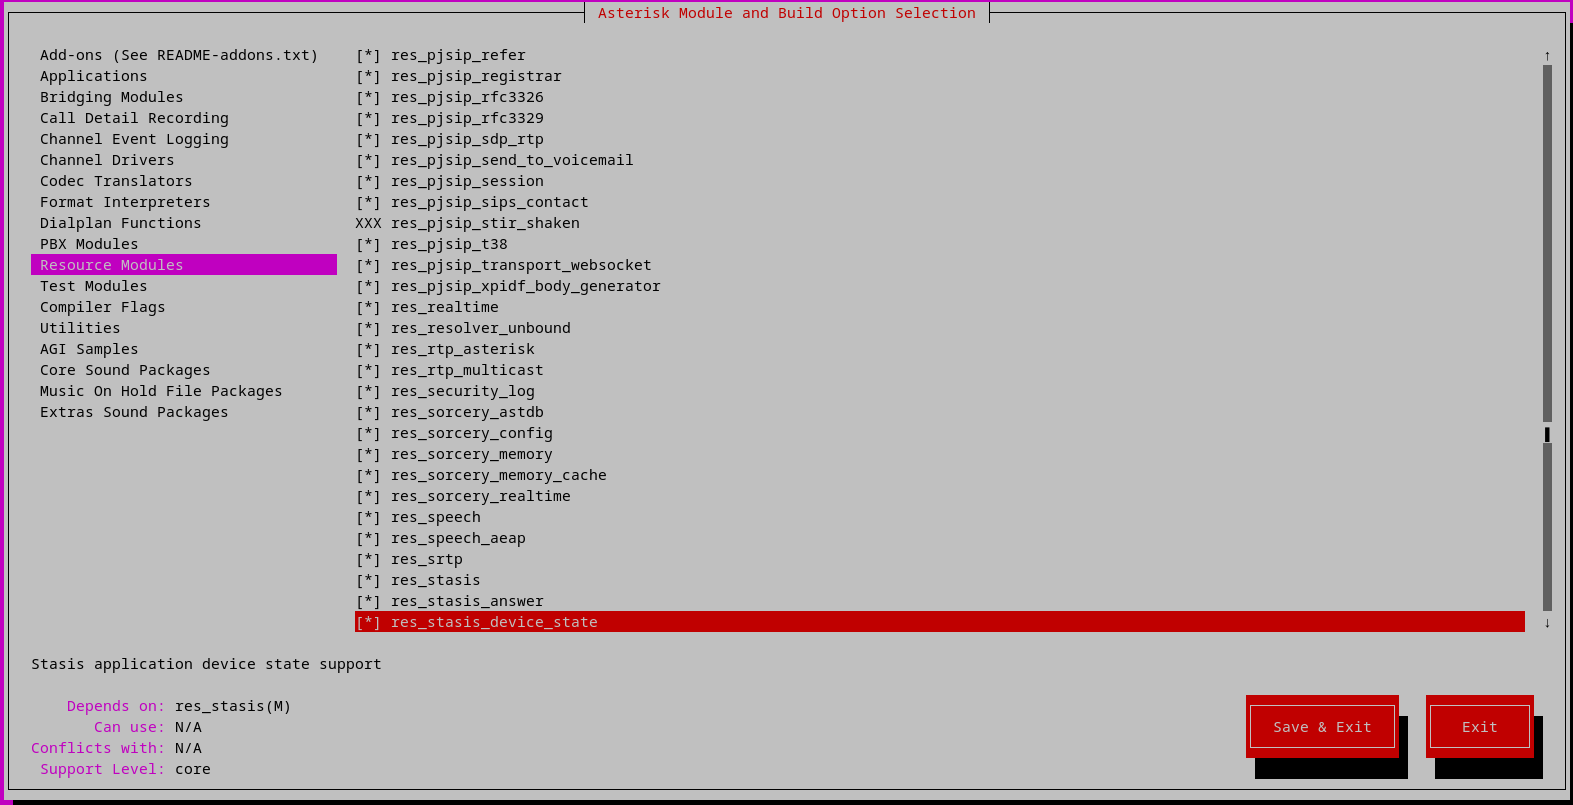 Asterisk Module and Build Option Selection
Add-ons (See README-addons.txt) [*] res_pjsip_refer ↑
Applications [*] res_pjsip_registrar
Bridging Modules [*] res_pjsip_rfc3326
Call Detail Recording [*] res_pjsip_rfc3329
Channel Event Logging [*] res_pjsip_sdp_rtp
Channel Drivers [*] res_pjsip_send_to_voicemail
Codec Translators [*] res_pjsip_session
Format Interpreters [*] res_pjsip_sips_contact
Dialplan Functions XXX res_pjsip_stir_shaken
PBX Modules [*] res_pjsip_t38
Resource Modules [*] res_pjsip_transport_websocket
Test Modules [*] res_pjsip_xpidf_body_generator
Compiler Flags [*] res_realtime
Utilities [*] res_resolver_unbound
AGI Samples [*] res_rtp_asterisk
Core Sound Packages [*] res_rtp_multicast
Music On Hold File Packages [*] res_security_log
Extras Sound Packages [*] res_sorcery_astdb
[*] res_sorcery_config
[*] res_sorcery_memory
[*] res_sorcery_memory_cache
[*] res_sorcery_realtime
[*] res_speech
[*] res_speech_aeap
[*] res_srtp
[*] res_stasis
[*] res_stasis_answer
[*] res_stasis_device_state ↓
Stasis application device state support
Depends on: res_stasis(M)
Can use: N/A
Conflicts with: N/A
Support Level: core
Save & Exit
Exit